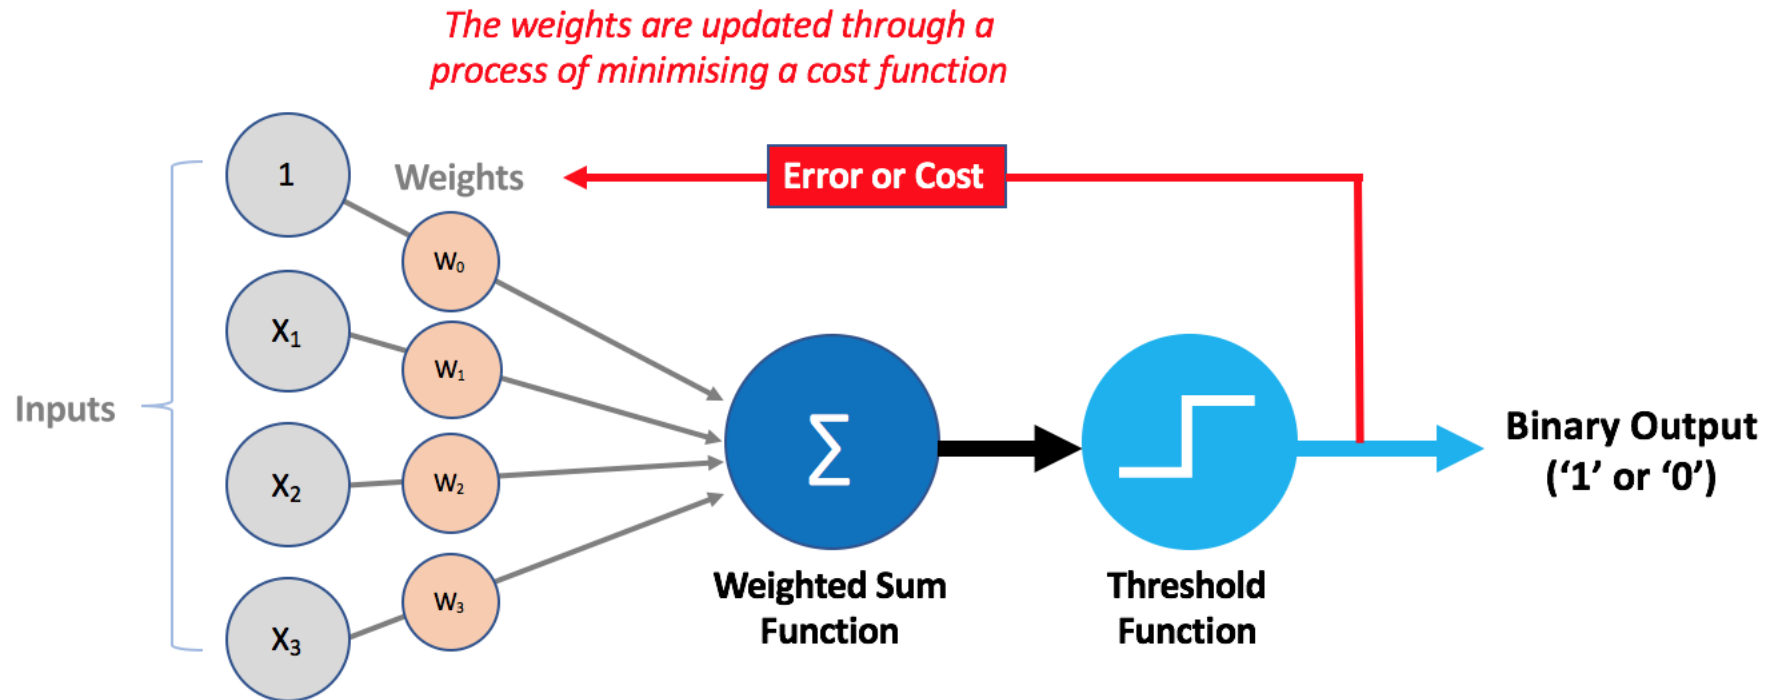 The weights are updated through a
process of minimising a cost function
1
Weights
Error or Cost
W₀
X₁
W₁
Inputs
Σ
Binary Output
('1' or '0')
X₂
W₂
Weighted Sum
Function
Threshold
Function
W₃
X₃